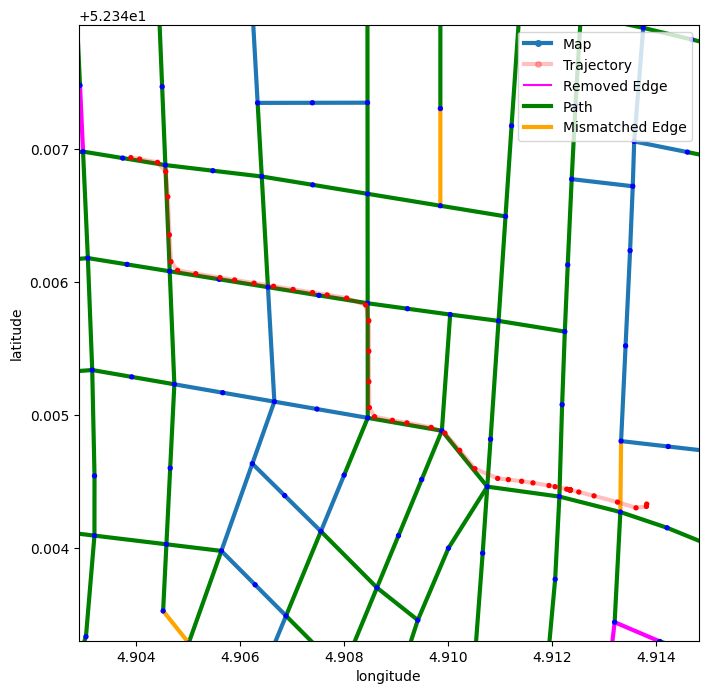 +5.234e1
Map
Trajectory
Removed Edge
Path
Mismatched Edge
0.007
0.006
0.005
0.004
latitude
4.904 4.906 4.908 4.910 4.912 4.914
longitude